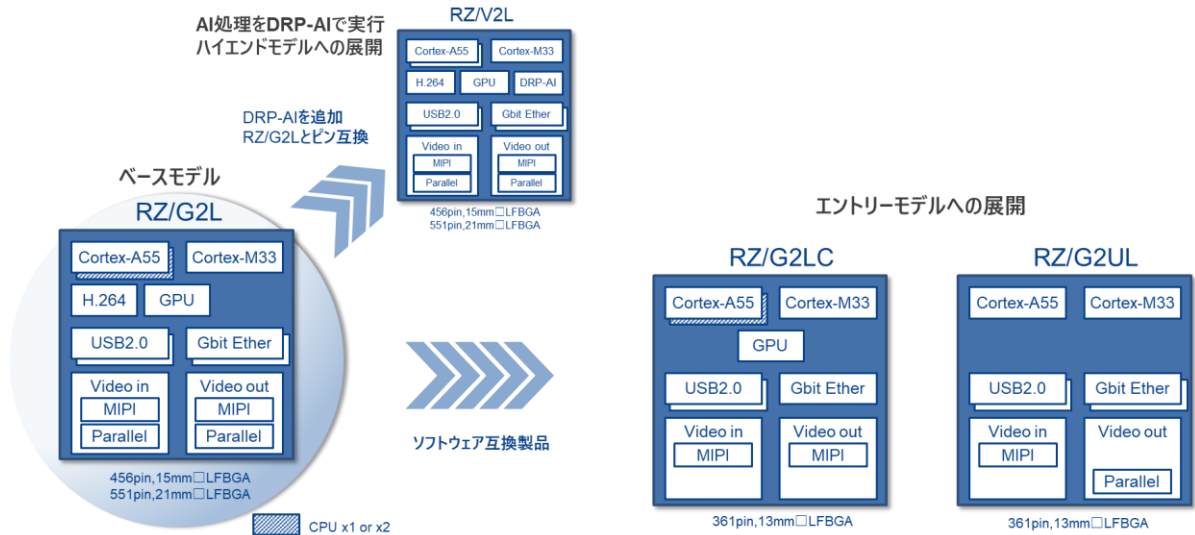 AI処理をDRP-AIで実行
ハイエンドモデルへの展開
RZ/V2L
Cortex-A55
Cortex-M33
H.264
GPU
DRP-AI
USB2.0
Gbit Ether
Video in
MIPI
Parallel
Video out
MIPI
Parallel
456pin,15mm□LFBGA
551pin,21mm□LFBGA
DRP-AIを追加
RZ/G2Lとピン互換
ベースモデル
RZ/G2L
Cortex-A55
Cortex-M33
H.264
GPU
USB2.0
Gbit Ether
Video in
MIPI
Parallel
Video out
MIPI
Parallel
456pin,15mm□LFBGA
551pin,21mm□LFBGA
CPU x1 or x2
ソフトウェア互換製品
エントリーモデルへの展開
RZ/G2LC
Cortex-A55
Cortex-M33
GPU
USB2.0
Gbit Ether
Video in
MIPI
Video out
MIPI
361pin,13mm□LFBGA
RZ/G2UL
Cortex-A55
Cortex-M33
USB2.0
Gbit Ether
Video in
MIPI
Video out
Parallel
361pin,13mm□LFBGA